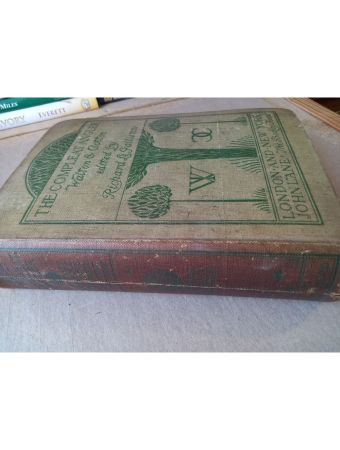 MILES
VORY
EVERETT
THE COMPLEAT ANGLER
Walton & Cotton
edited by
Richard Le Gallienne
W
LONDON AND NEW YORK
JOHN LANE